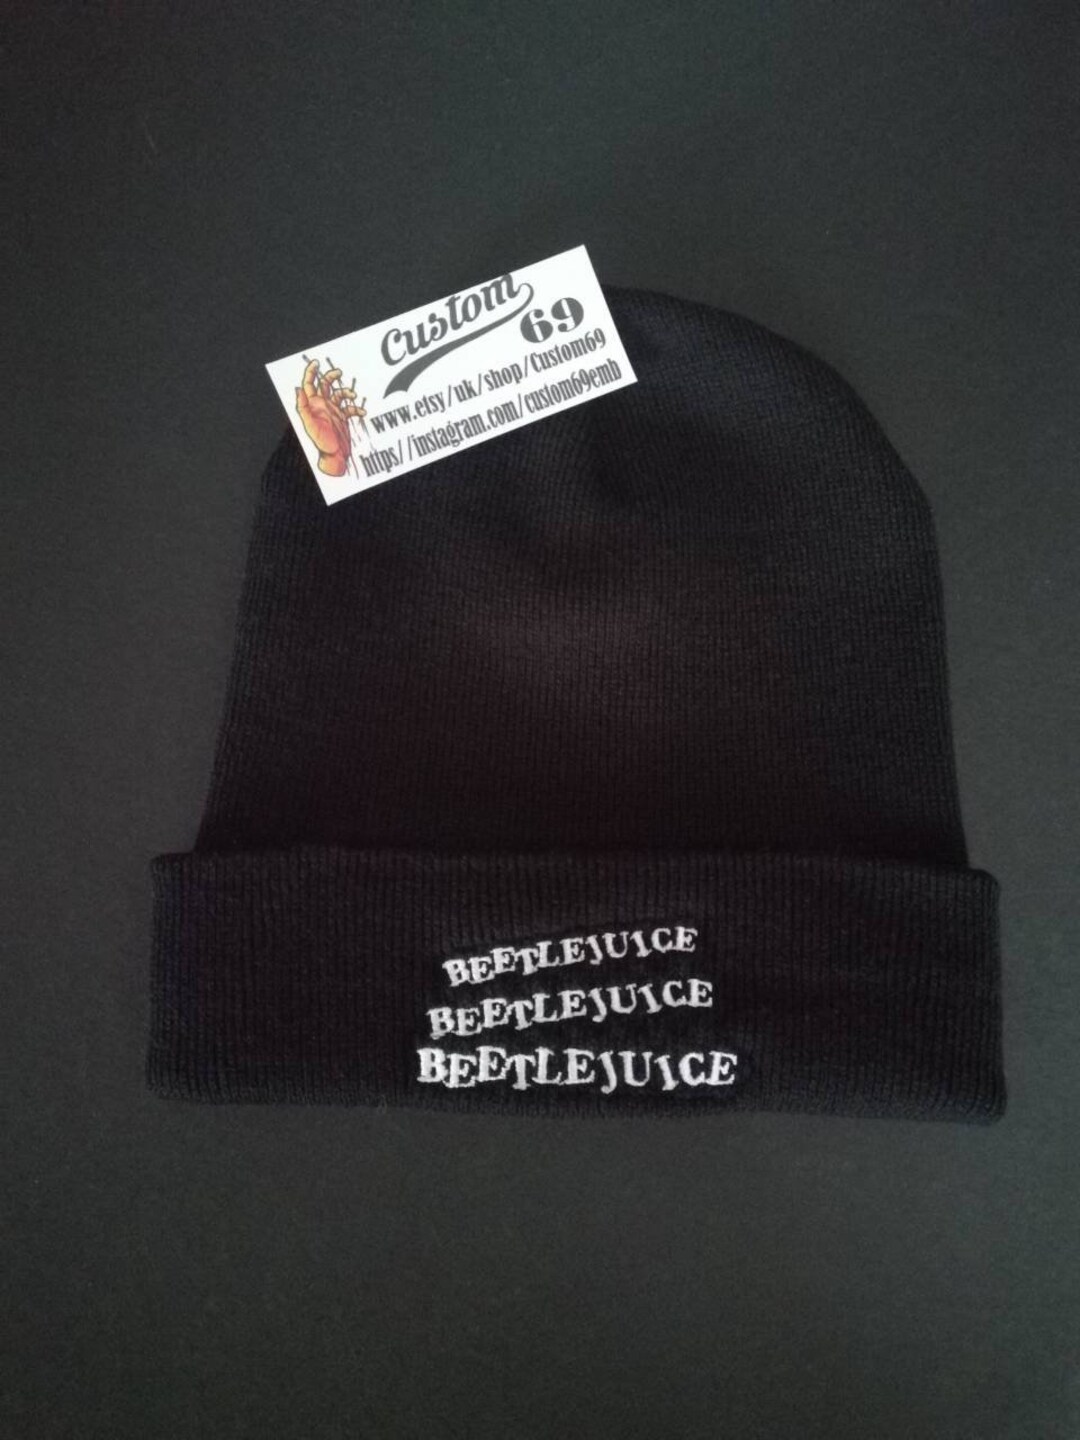 Custom
69
www.etsy/uk/shop/Custom69
https//instagram.com/custom69emb
BEETLEJUICE
BEETLEJUICE
BEETLEJUICE